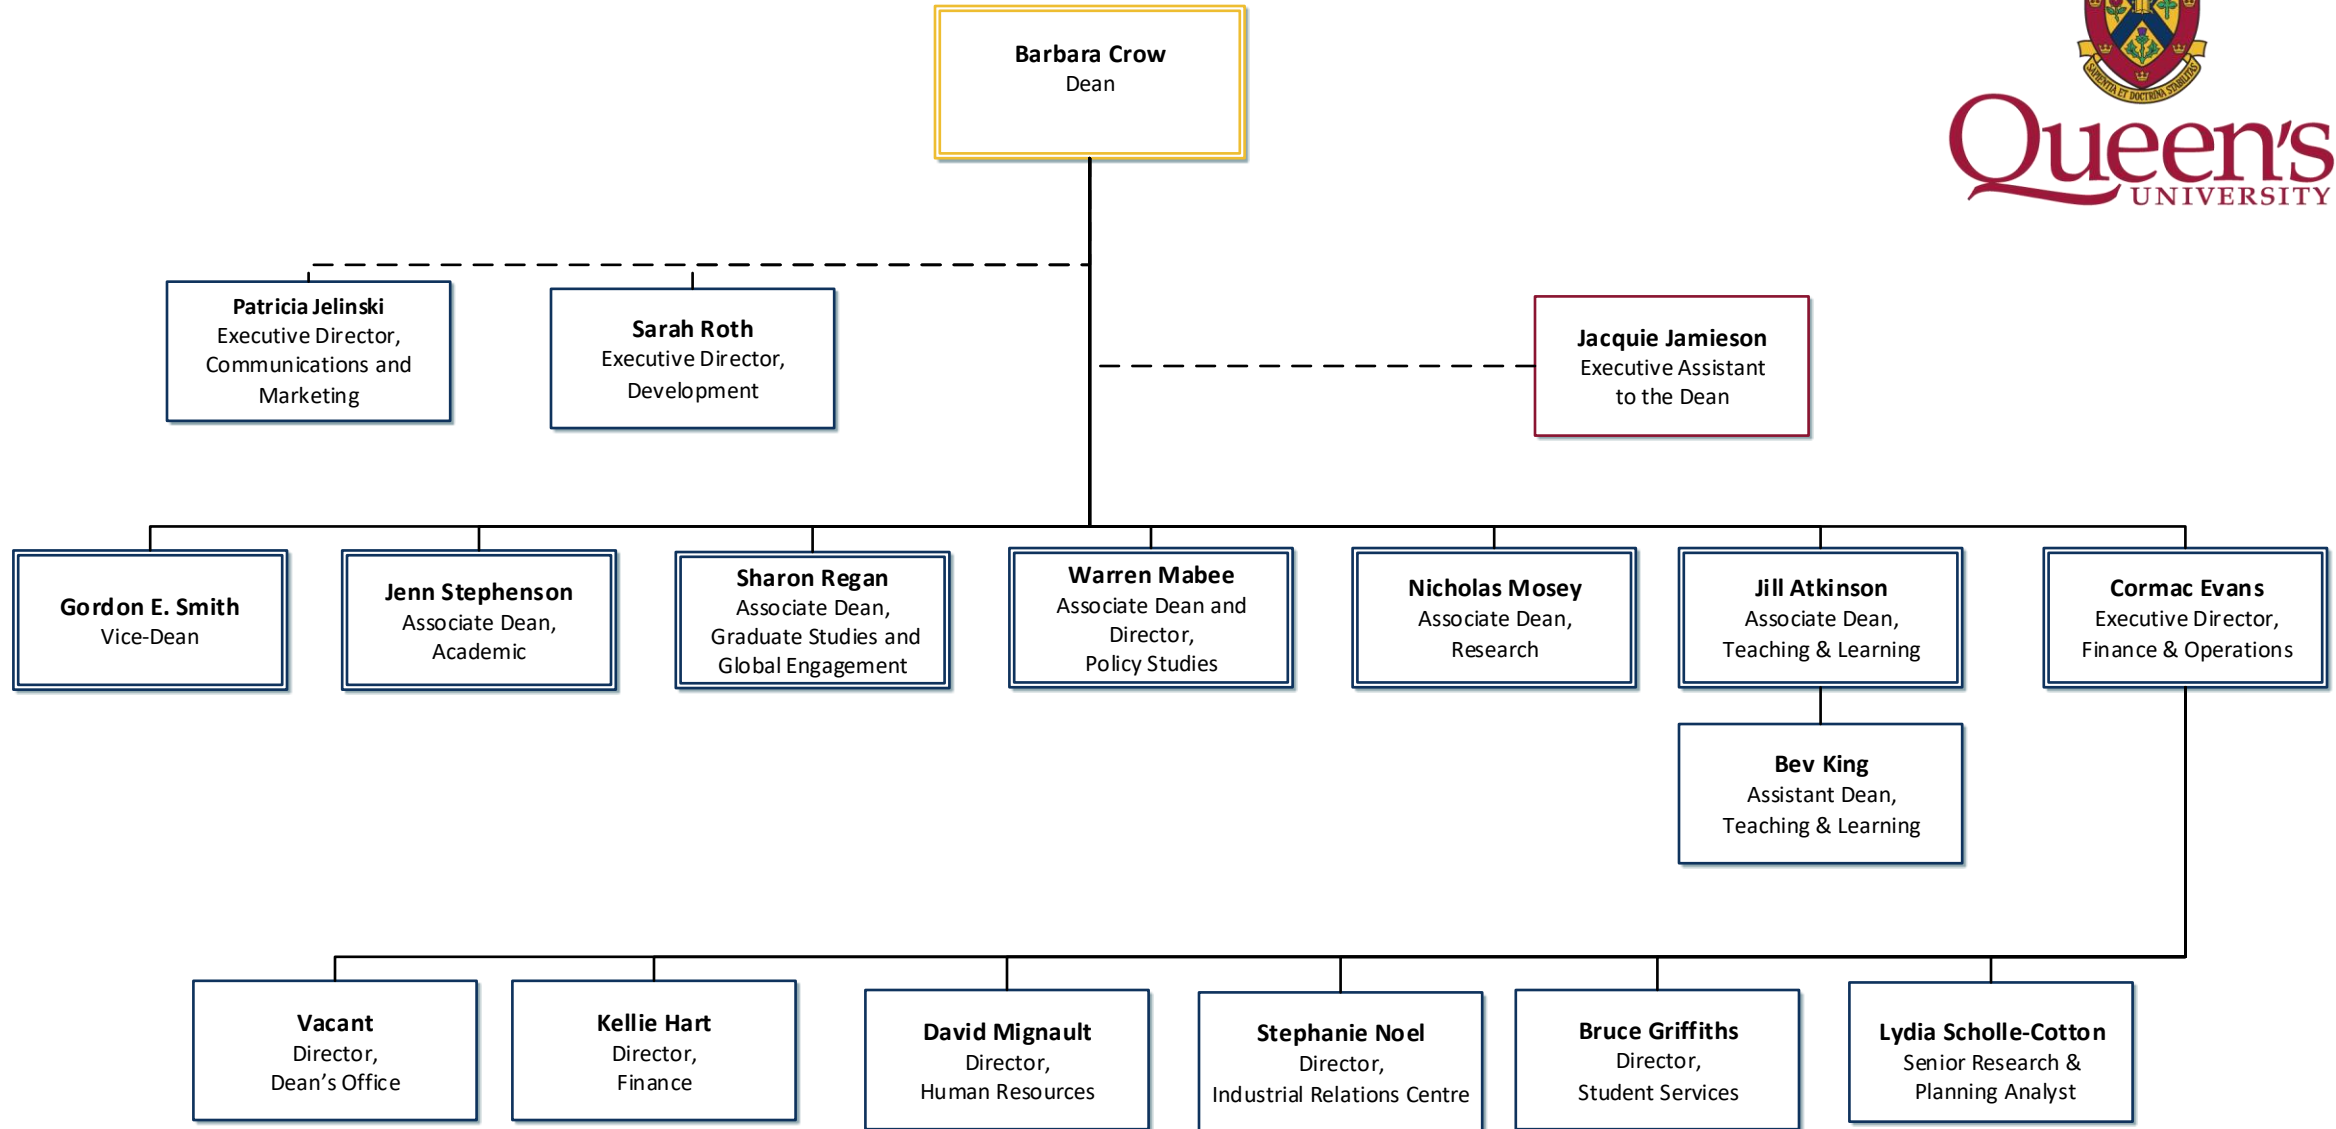 Barbara Crow
Dean
SAPIENTIA ET DOCTRINA STABILITAS
Queen's
UNIVERSITY
Patricia Jelinski
Executive Director,
Communications and
Marketing
Sarah Roth
Executive Director,
Development
Jacquie Jamieson
Executive Assistant
to the Dean
Gordon E. Smith
Vice-Dean
Jenn Stephenson
Associate Dean,
Academic
Sharon Regan
Associate Dean,
Graduate Studies and
Global Engagement
Warren Mabee
Associate Dean and
Director,
Policy Studies
Nicholas Mosey
Associate Dean,
Research
Jill Atkinson
Associate Dean,
Teaching & Learning
Cormac Evans
Executive Director,
Finance & Operations
Bev King
Assistant Dean,
Teaching & Learning
Vacant
Director,
Dean’s Office
Kellie Hart
Director,
Finance
David Mignault
Director,
Human Resources
Stephanie Noel
Director,
Industrial Relations Centre
Bruce Griffiths
Director,
Student Services
Lydia Scholle-Cotton
Senior Research &
Planning Analyst